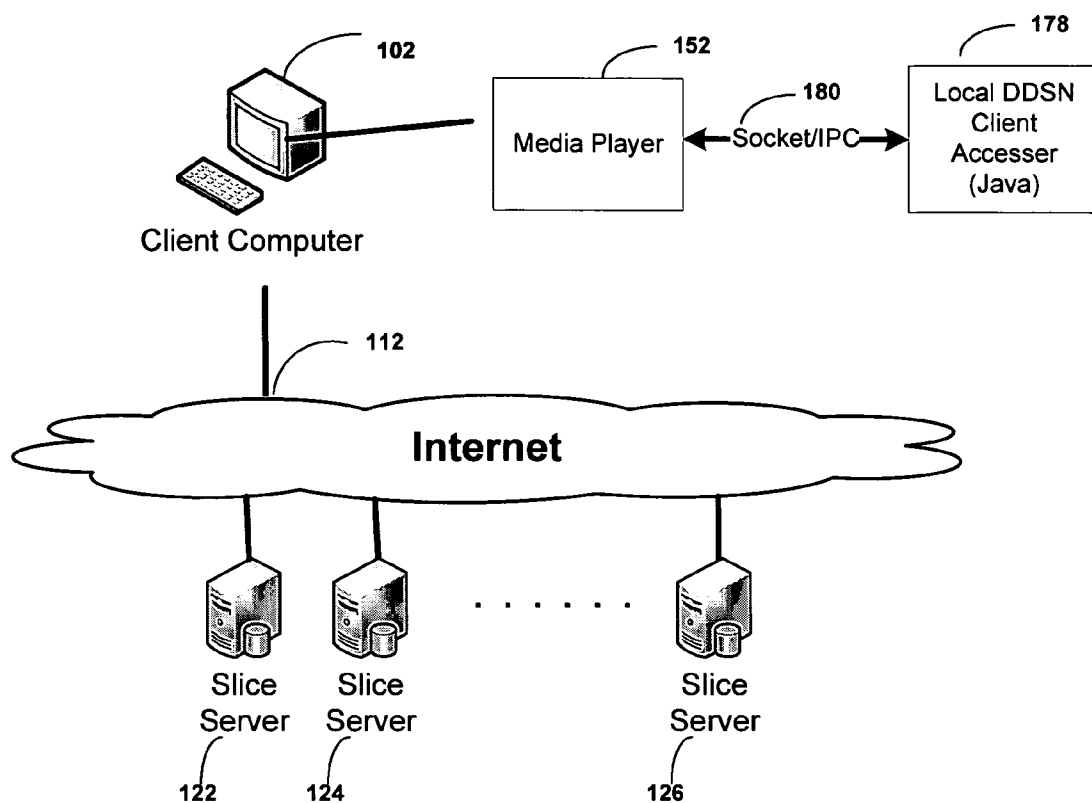 102
152
178
180
Media Player
Socket/IPC
Local DDSN
Client
Accesser
(Java)
Client Computer
112
Internet
. . . . . .
Slice
Server
Slice
Server
Slice
Server
122
124
126